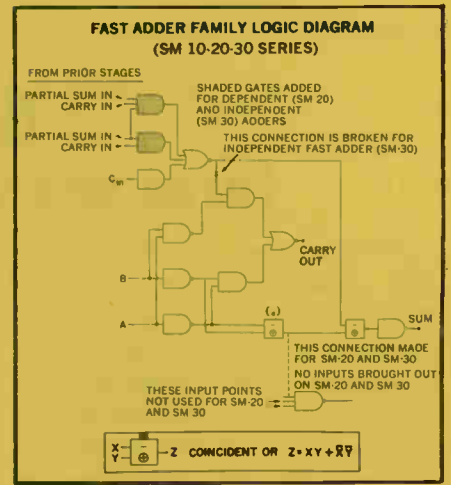 FAST ADDER FAMILY LOGIC DIAGRAM
(SM 10-20-30 SERIES)
FROM PRIOR STAGES
PARTIAL SUM IN
CARRY IN
PARTIAL SUM IN
CARRY IN
Cin
SHADED GATES ADDED
FOR DEPENDENT (SM 20)
AND INDEPENDENT
(SM 30) ADDERS
THIS CONNECTION IS BROKEN FOR
INDEPENDENT FAST ADDER (SM-30)
CARRY
OUT
B
A
(a)
SUM
THIS CONNECTION MADE
FOR SM-20 AND SM-30
NO INPUTS BROUGHT OUT
ON SM-20 AND SM 30
THESE INPUT POINTS
NOT USED FOR SM-20
AND SM 30
X
Y
⊕
Z COINCIDENT OR Z = XY + X̅Y̅